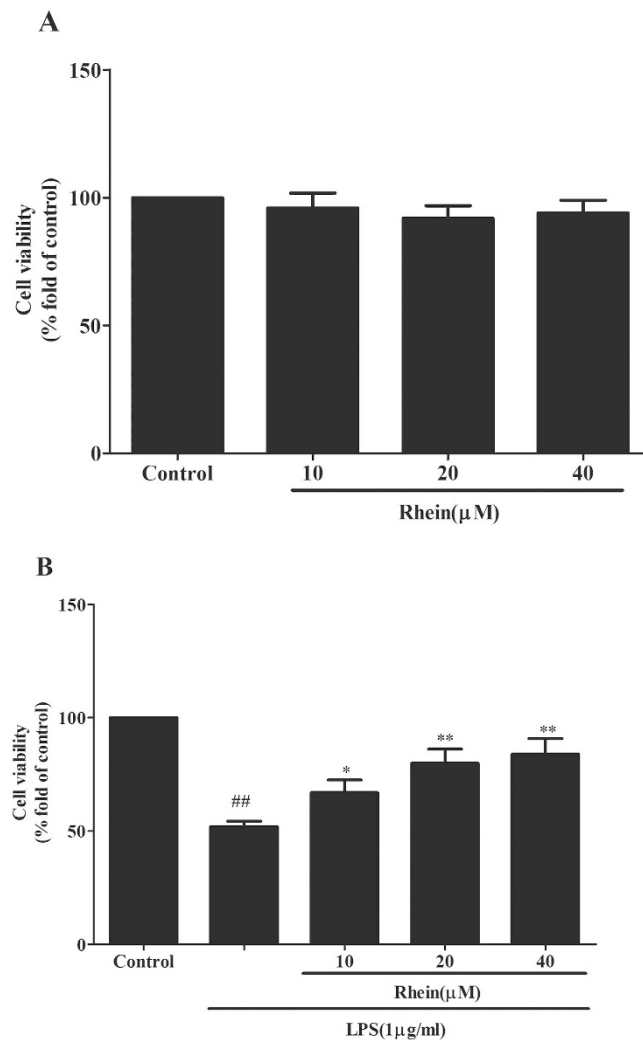 A
150
100
50
0
Cell viability
(% fold of control)
Control 10 20 40
Rhein(μM)
B
150
100
50
0
Cell viability
(% fold of control)
##
*
**
**
Control 10 20 40
Rhein(μM)
LPS(1μg/ml)